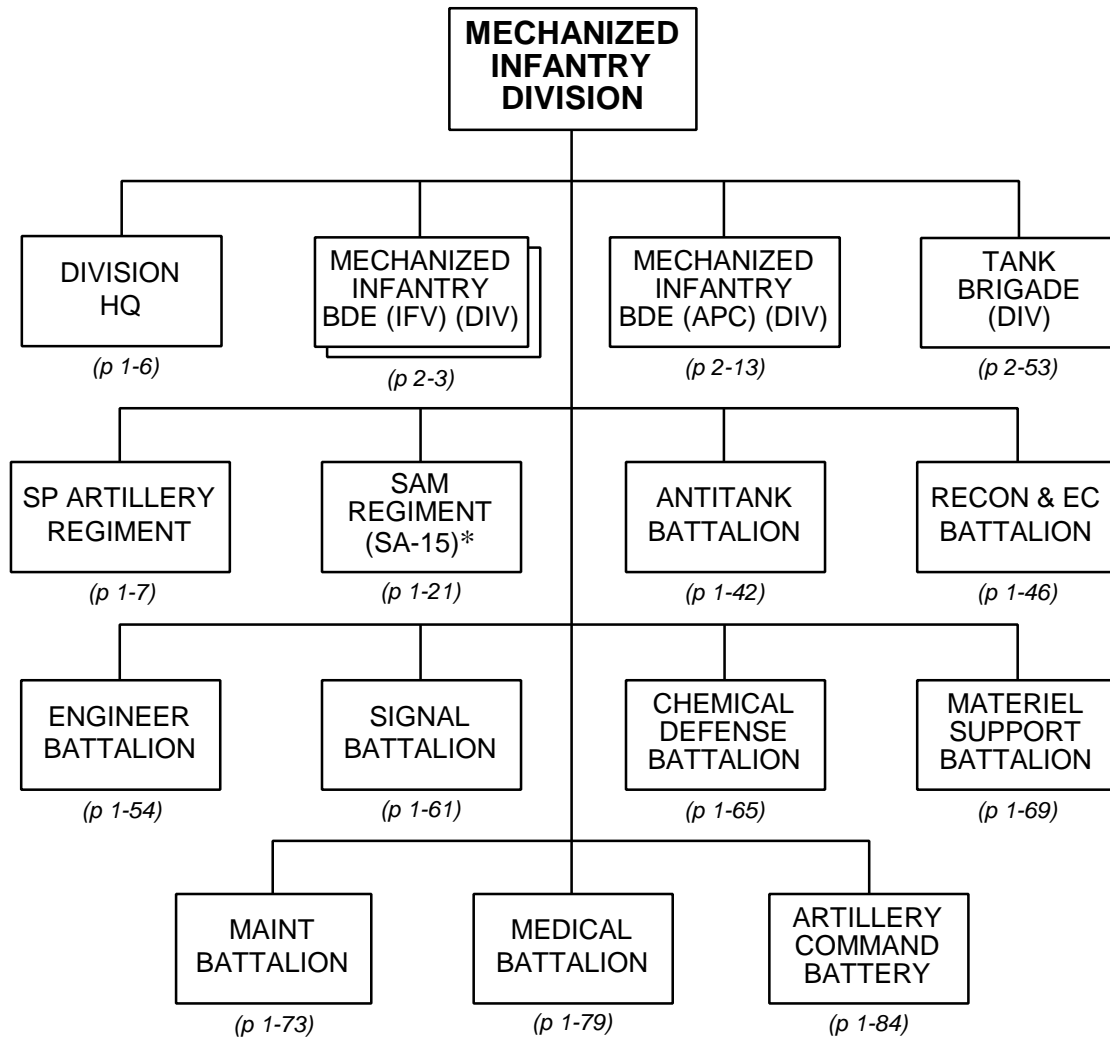 MECHANIZED
INFANTRY
DIVISION
DIVISION
HQ
(p 1-6)
MECHANIZED
INFANTRY
BDE (IFV) (DIV)
(p 2-3)
MECHANIZED
INFANTRY
BDE (APC) (DIV)
(p 2-13)
TANK
BRIGADE
(DIV)
(p 2-53)
SP ARTILLERY
REGIMENT
(p 1-7)
SAM
REGIMENT
(SA-15)*
(p 1-21)
ANTITANK
BATTALION
(p 1-42)
RECON & EC
BATTALION
(p 1-46)
ENGINEER
BATTALION
(p 1-54)
SIGNAL
BATTALION
(p 1-61)
CHEMICAL
DEFENSE
BATTALION
(p 1-65)
MATERIEL
SUPPORT
BATTALION
(p 1-69)
MAINT
BATTALION
(p 1-73)
MEDICAL
BATTALION
(p 1-79)
ARTILLERY
COMMAND
BATTERY
(p 1-84)